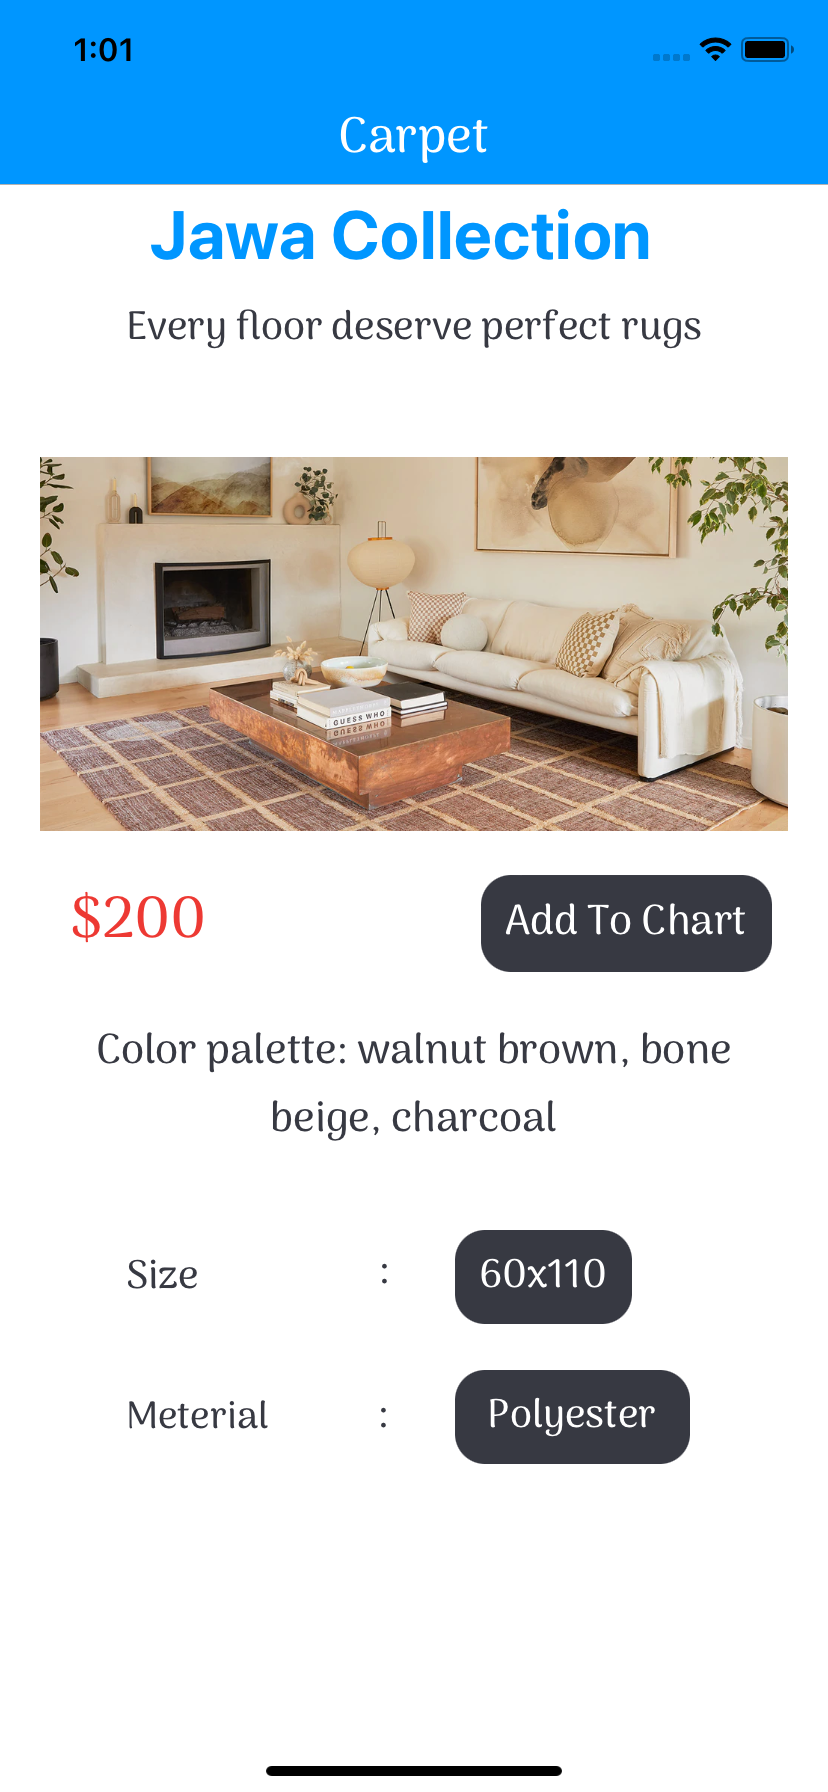 1:01
Carpet
Jawa Collection
Every floor deserve perfect rugs
GUESS WHO
$200
Add To Chart
Color palette: walnut brown, bone
beige, charcoal
Size : 60x110
Meterial : Polyester